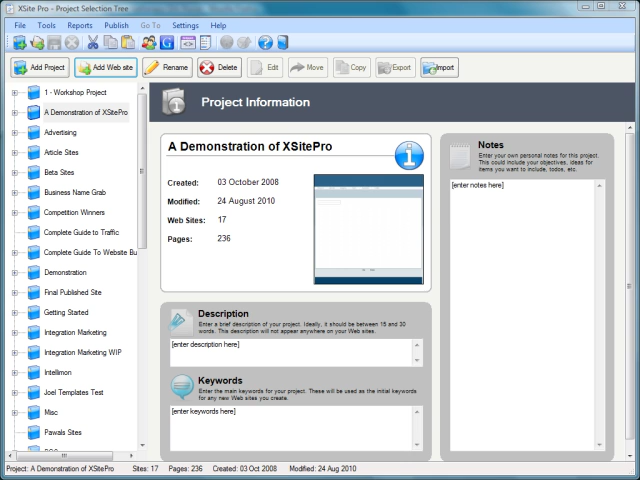 XSite Pro - Project Selection Tree
File Tools Reports Publish Go To Settings Help
Add Project Add Web site Rename Delete Edit Move Copy Export Import
1 - Workshop Project
A Demonstration of XSitePro
Advertising
Article Sites
Beta Sites
Business Name Grab
Competition Winners
Complete Guide to Traffic
Complete Guide To Website Bu
Demonstration
Final Published Site
Getting Started
Integration Marketing
Integration Marketing WIP
Intellimon
Joel Templates Test
Misc
Pawals Sites
Project Information
A Demonstration of XSitePro
Created: 03 October 2008
Modified: 24 August 2010
Web Sites: 17
Pages: 236
Description
Enter a brief description of your project. Ideally, it should be between 15 and 30
words. This description will not appear anywhere on your Web sites.
[enter description here]
Keywords
Enter the main keywords for your project. These will be used as the initial keywords
for any new Web sites you create.
[enter keywords here]
Notes
Enter your own personal notes for this project.
This could include your objectives, ideas for
items you want to include, todos, etc.
[enter notes here]
Project: A Demonstration of XSitePro Sites: 17 Pages: 236 Created: 03 Oct 2008 Modified: 24 Aug 2010